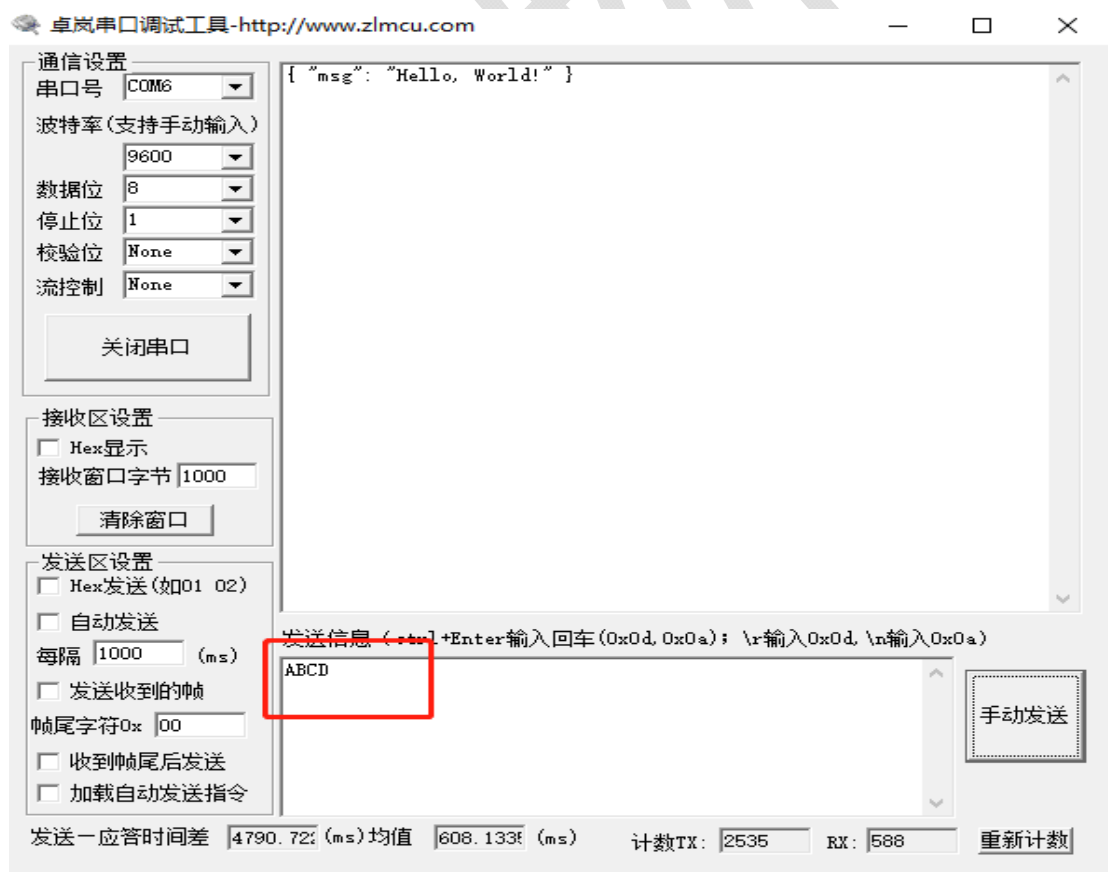 卓岚串口调试工具-http://www.zlmcu.com
通信设置
串口号 COM6
波特率(支持手动输入)
9600
数据位 8
停止位 1
校验位 None
流控制 None
关闭串口
接收区设置
Hex显示
接收窗口字节 1000
清除窗口
发送区设置
Hex发送(如01 02)
自动发送
每隔 1000 (ms)
发送收到的帧
帧尾字符0x 00
收到帧尾后发送
加载自动发送指令
{ "msg": "Hello, World!" }
发送信息 (ctrl+Enter输入回车(0x0d,0x0a); \r输入0x0d,\n输入0x0a)
ABCD
手动发送
发送一应答时间差 4790.72 (ms)均值 608.133 (ms) 计数TX: 2535 RX: 588 重新计数